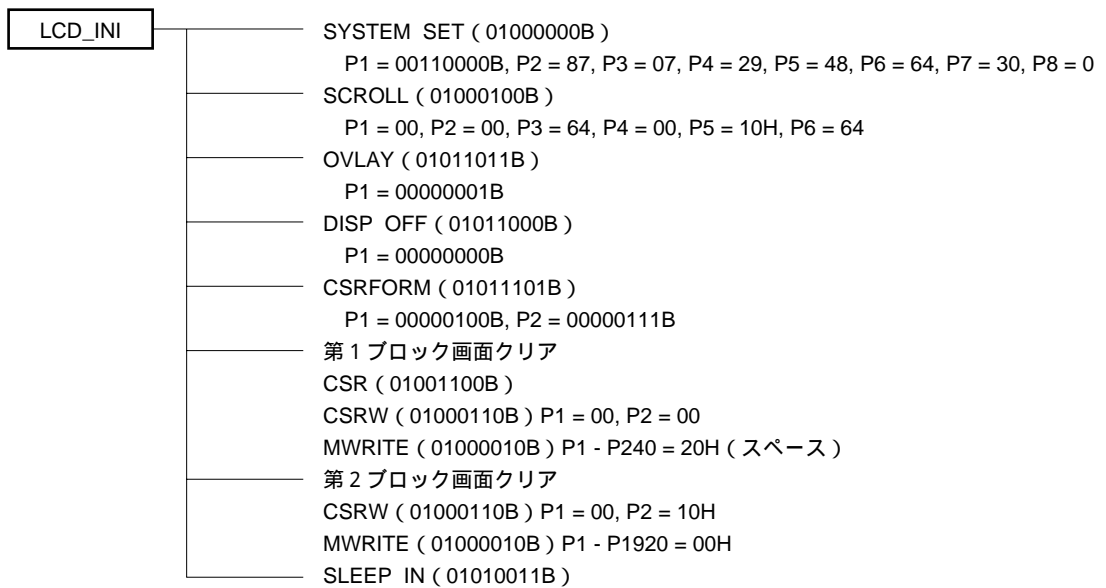 LCD_INI
SYSTEM SET ( 01000000B )
P1 = 00110000B, P2 = 87, P3 = 07, P4 = 29, P5 = 48, P6 = 64, P7 = 30, P8 = 0
SCROLL ( 01000100B )
P1 = 00, P2 = 00, P3 = 64, P4 = 00, P5 = 10H, P6 = 64
OVLAY ( 01011011B )
P1 = 00000001B
DISP OFF ( 01011000B )
P1 = 00000000B
CSRFORM ( 01011101B )
P1 = 00000100B, P2 = 00000111B
第1ブロック画面クリア
CSR ( 01001100B )
CSRW ( 01000110B ) P1 = 00, P2 = 00
MWRITE ( 01000010B ) P1 - P240 = 20H ( スペース )
第2ブロック画面クリア
CSRW ( 01000110B ) P1 = 00, P2 = 10H
MWRITE ( 01000010B ) P1 - P1920 = 00H
SLEEP IN ( 01010011B )